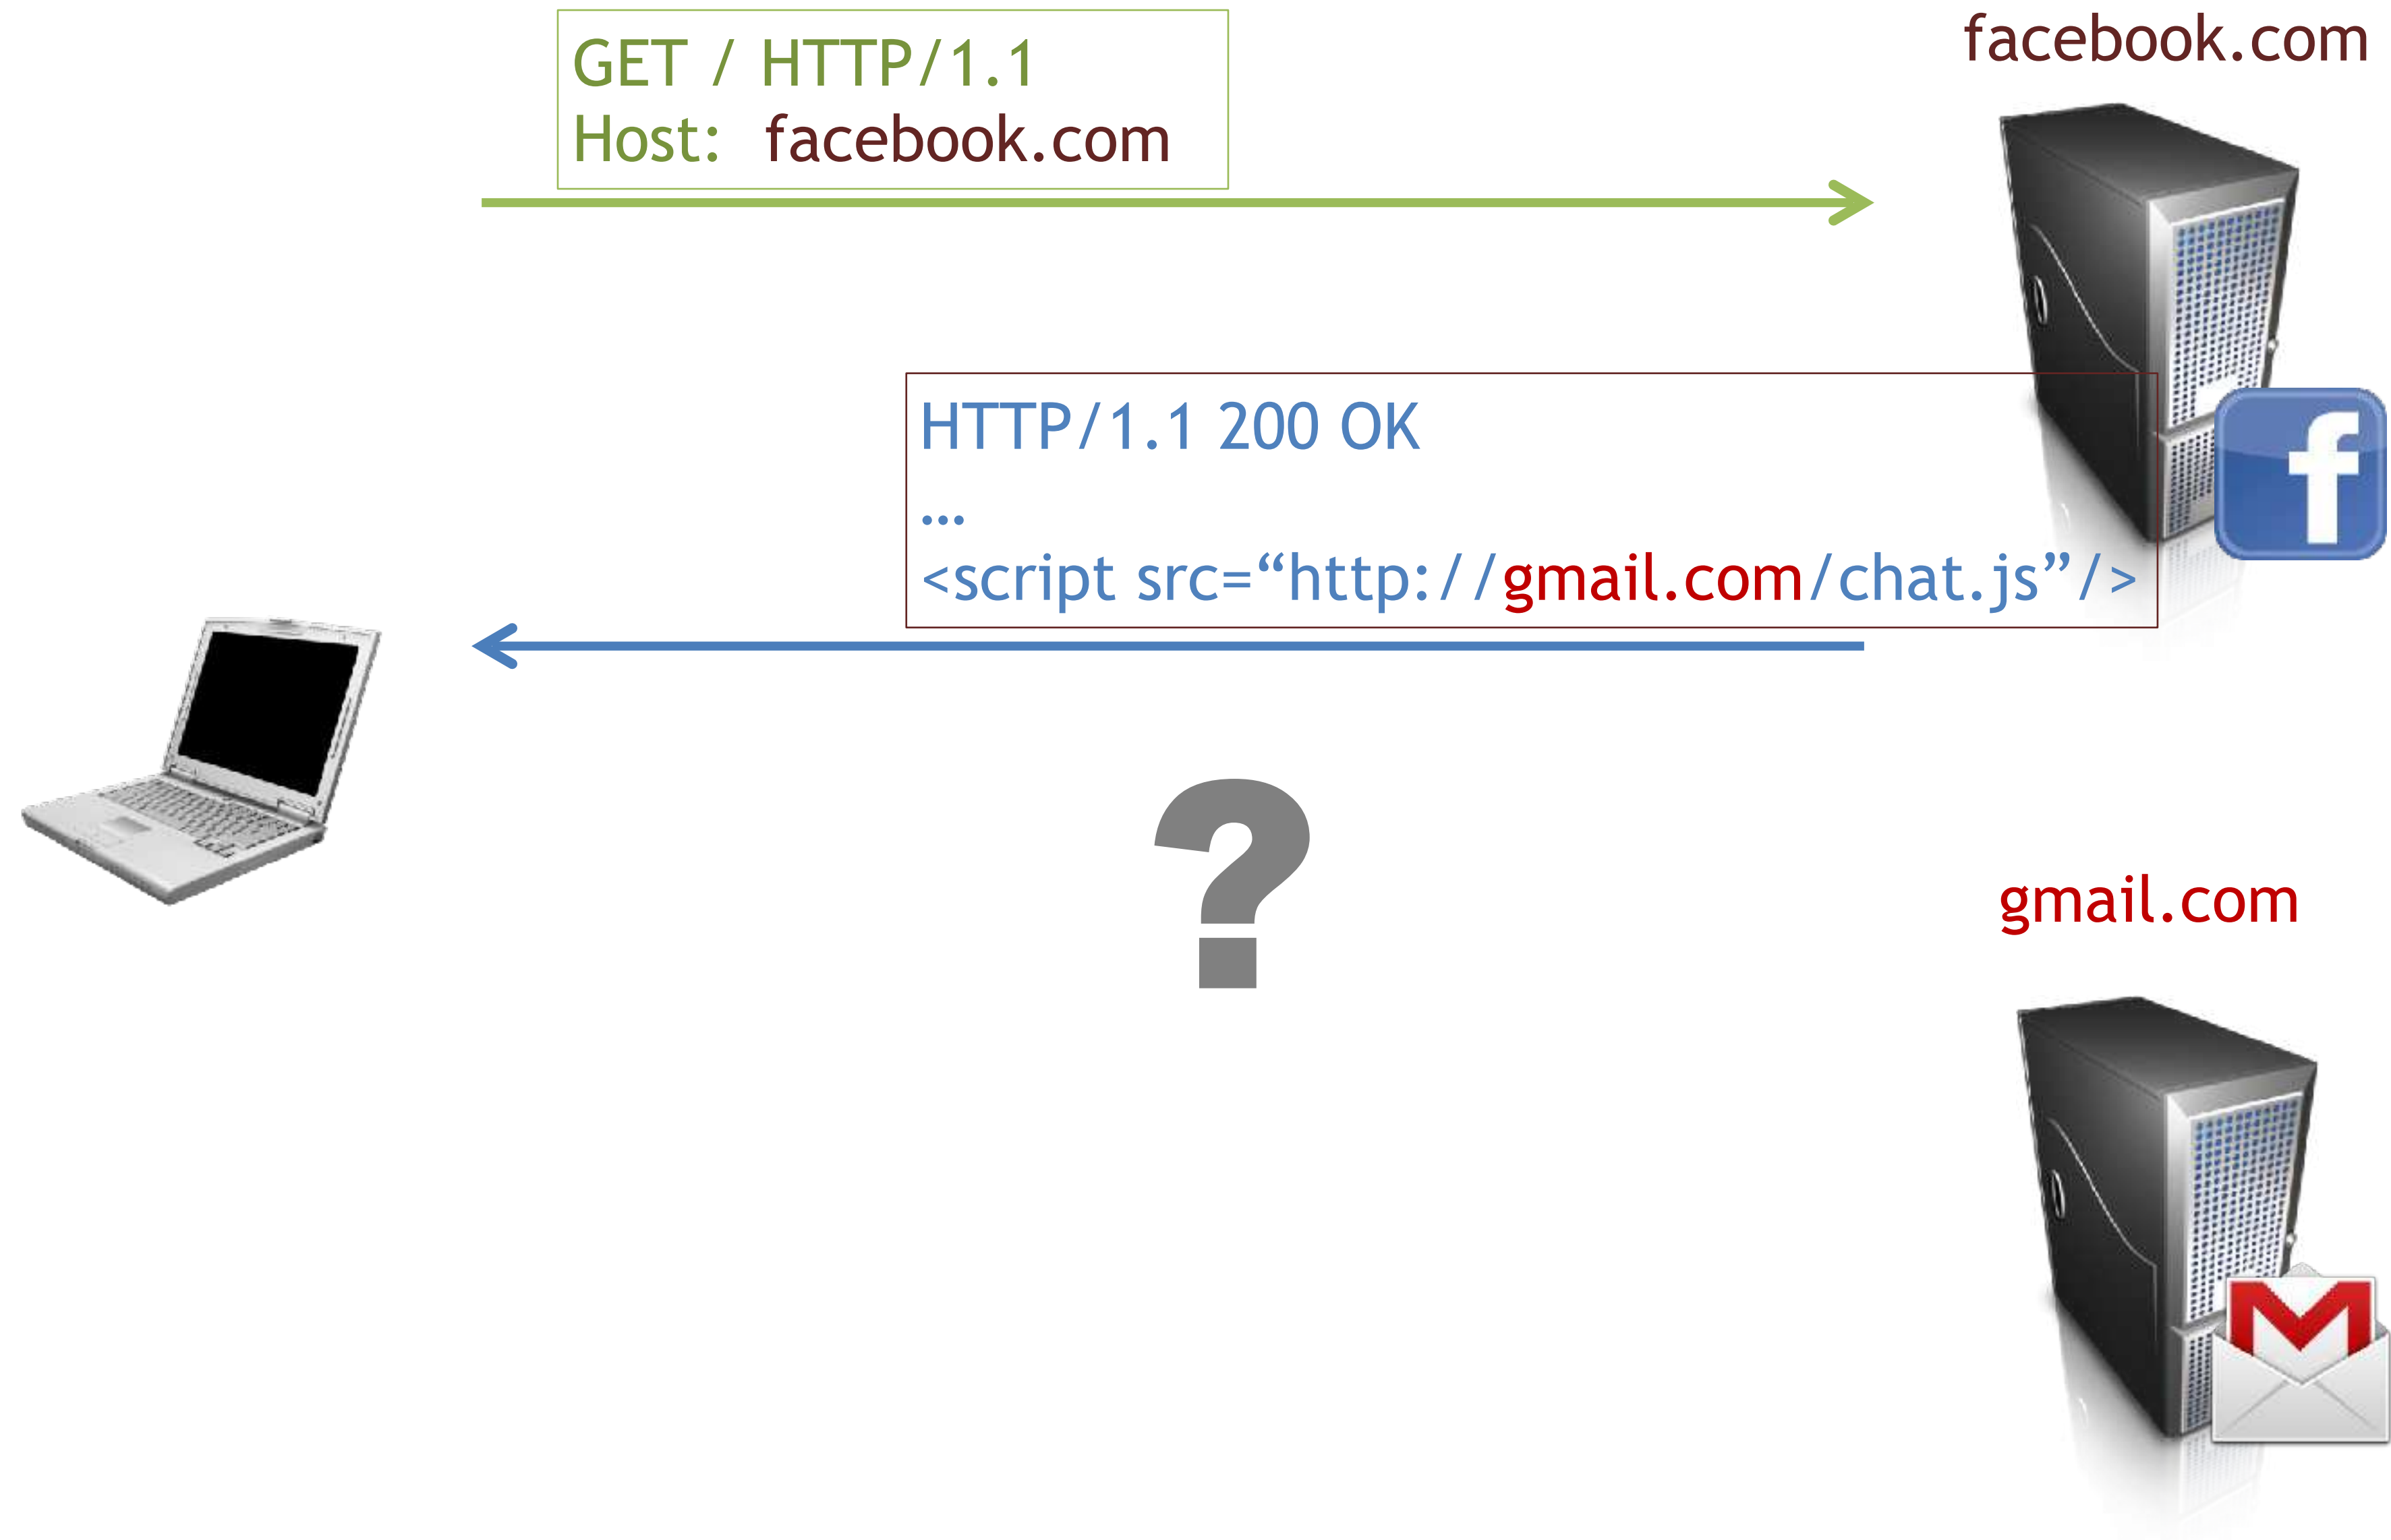 facebook.com
GET / HTTP/1.1
Host: facebook.com
HTTP/1.1 200 OK
…
<script src=“http://gmail.com/chat.js”/>
f
?
gmail.com
M